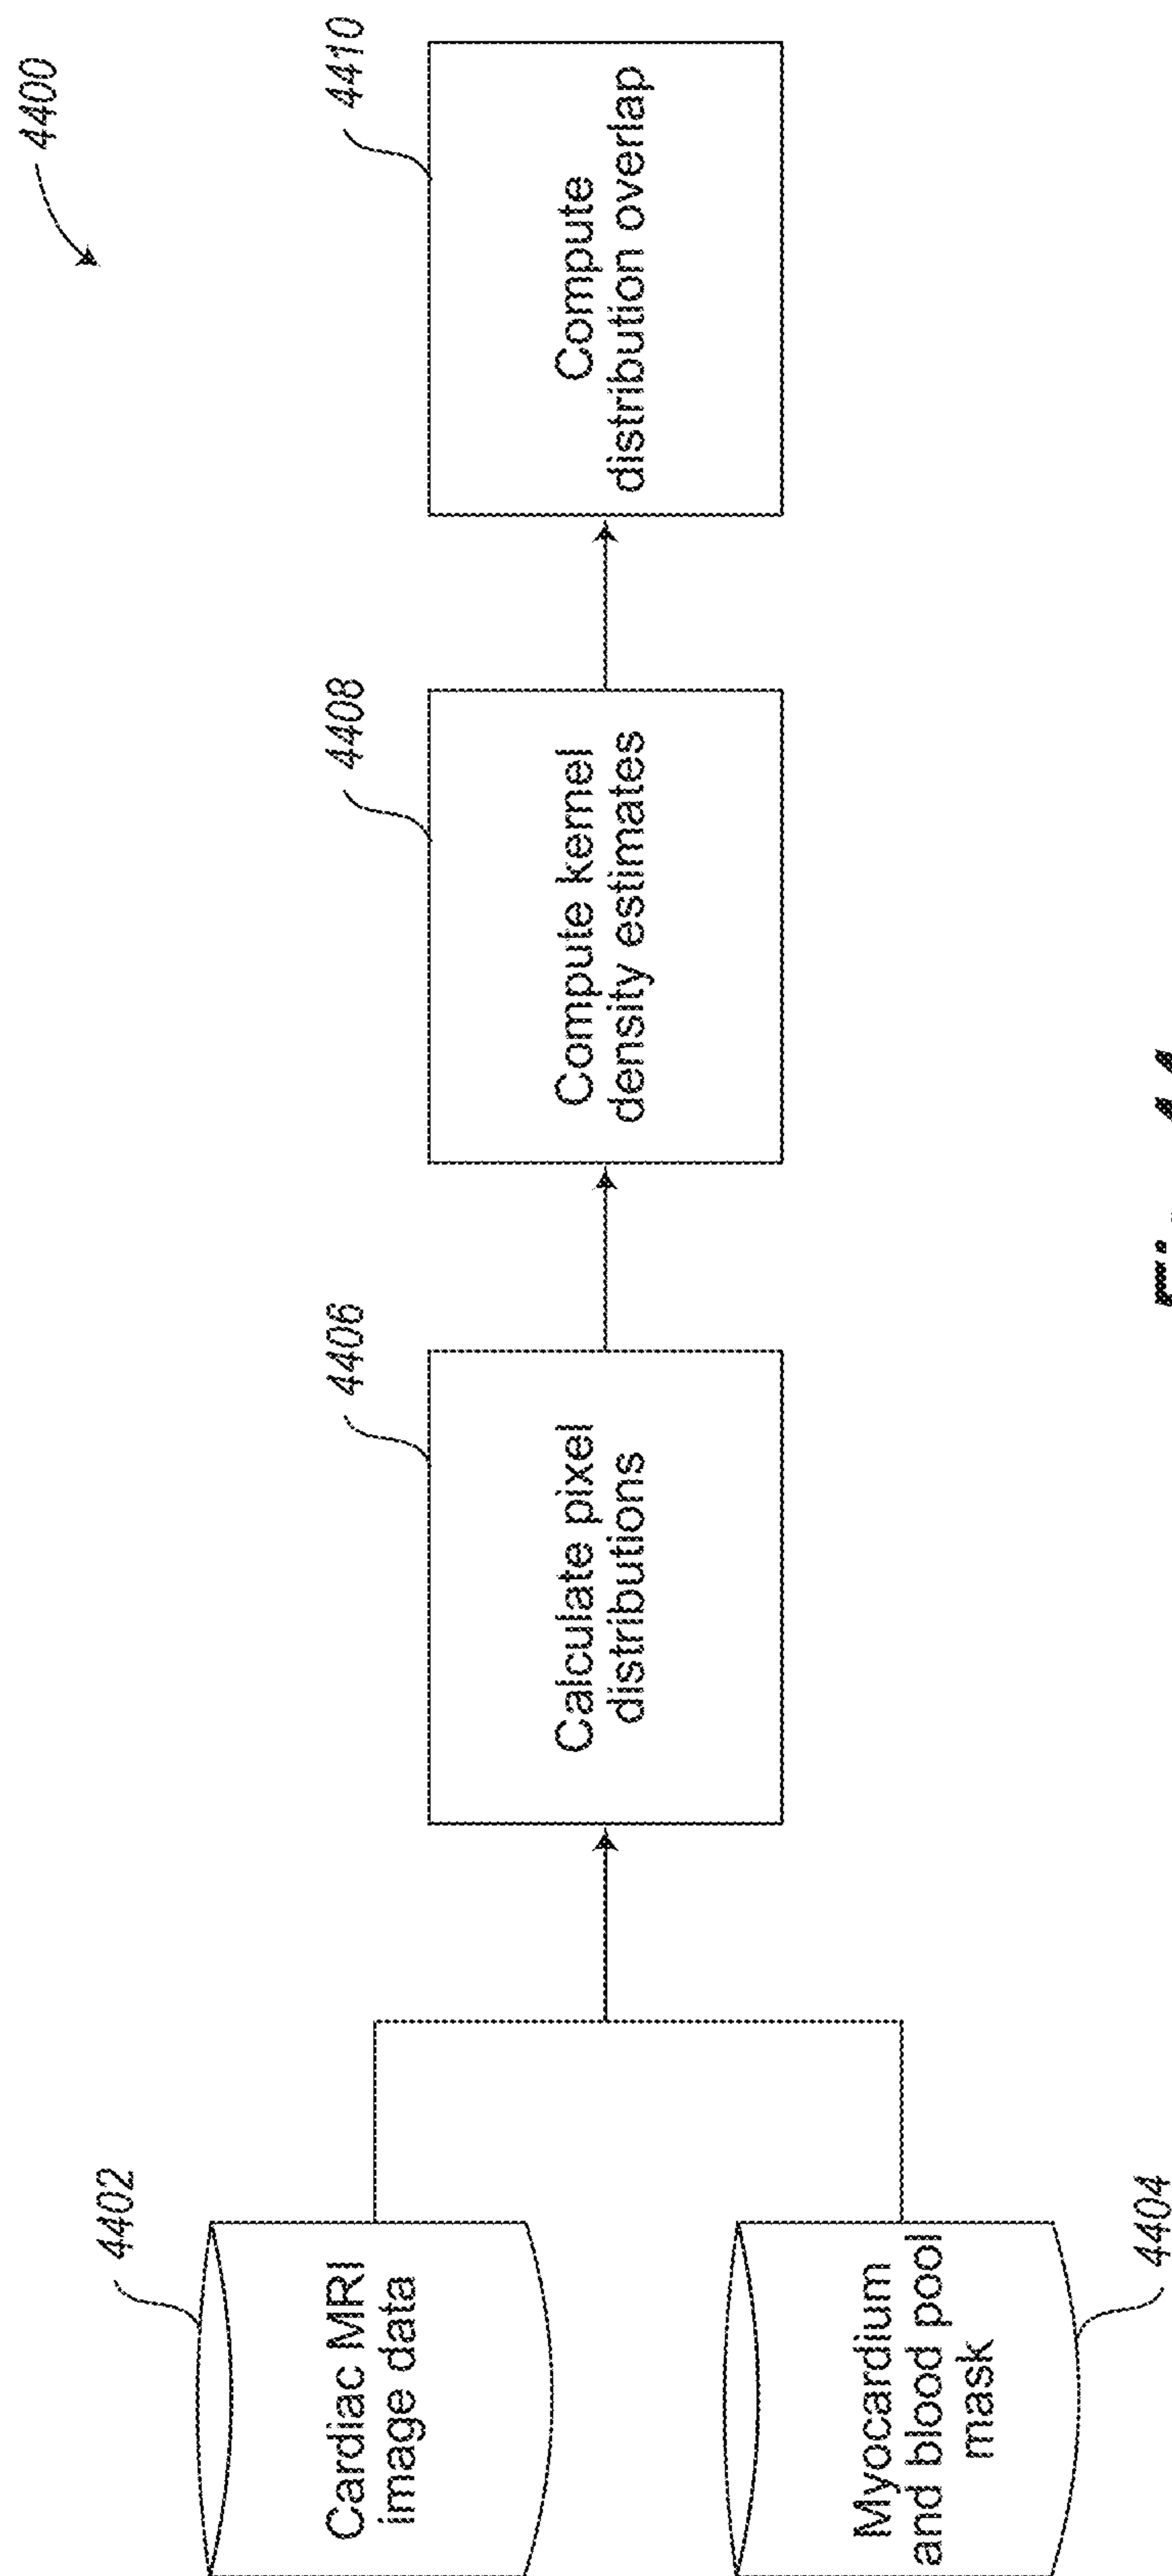 4400
4402
Cardiac MRI
image data
4404
Myocardium
and blood pool
mask
4406
Calculate pixel
distributions
4408
Compute kernel
density estimates
4410
Compute
distribution overlap